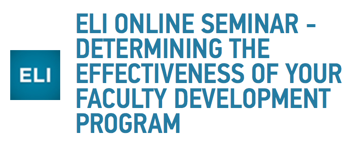 ELI
ELI ONLINE SEMINAR -
DETERMINING THE
EFFECTIVENESS OF YOUR
FACULTY DEVELOPMENT
PROGRAM